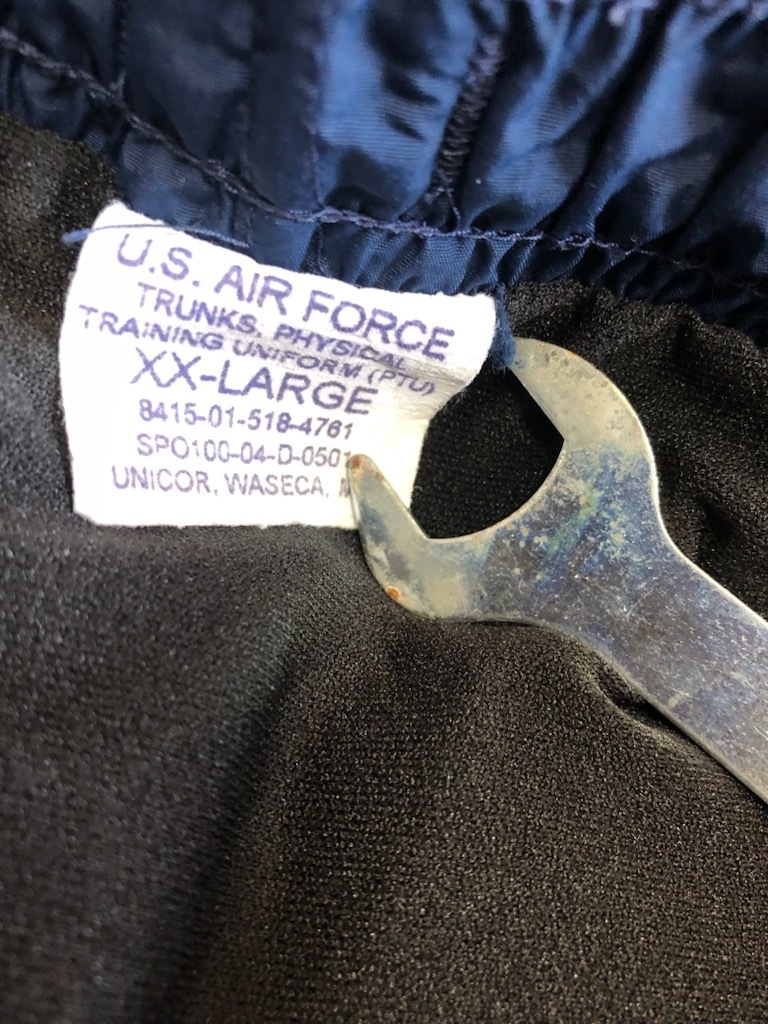 U.S. AIR FORCE
TRUNKS, PHYSICAL
TRAINING UNIFORM (PTU)
XX-LARGE
8415-01-518-4761
SPO100-04-D-0501
UNICOR, WASECA,